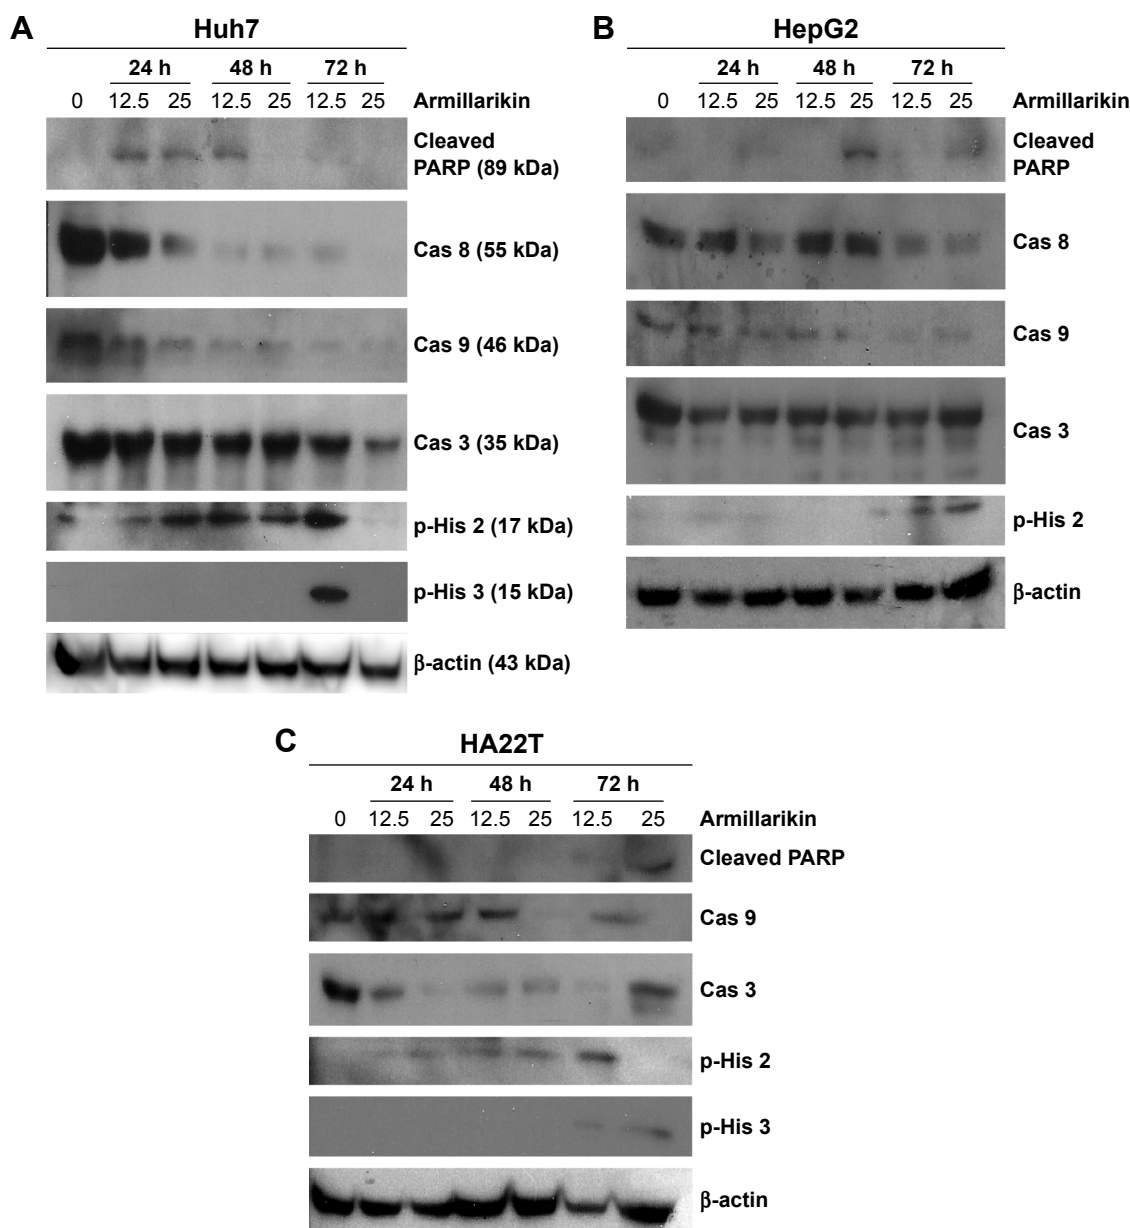 A
Huh7
24 h 48 h 72 h
0 12.5 25 12.5 25 12.5 25 Armillarikin
Cleaved
PARP (89 kDa)
Cas 8 (55 kDa)
Cas 9 (46 kDa)
Cas 3 (35 kDa)
p-His 2 (17 kDa)
p-His 3 (15 kDa)
β-actin (43 kDa)
B
HepG2
24 h 48 h 72 h
0 12.5 25 12.5 25 12.5 25 Armillarikin
Cleaved
PARP
Cas 8
Cas 9
Cas 3
p-His 2
β-actin
C
HA22T
24 h 48 h 72 h
0 12.5 25 12.5 25 12.5 25 Armillarikin
Cleaved PARP
Cas 9
Cas 3
p-His 2
p-His 3
β-actin